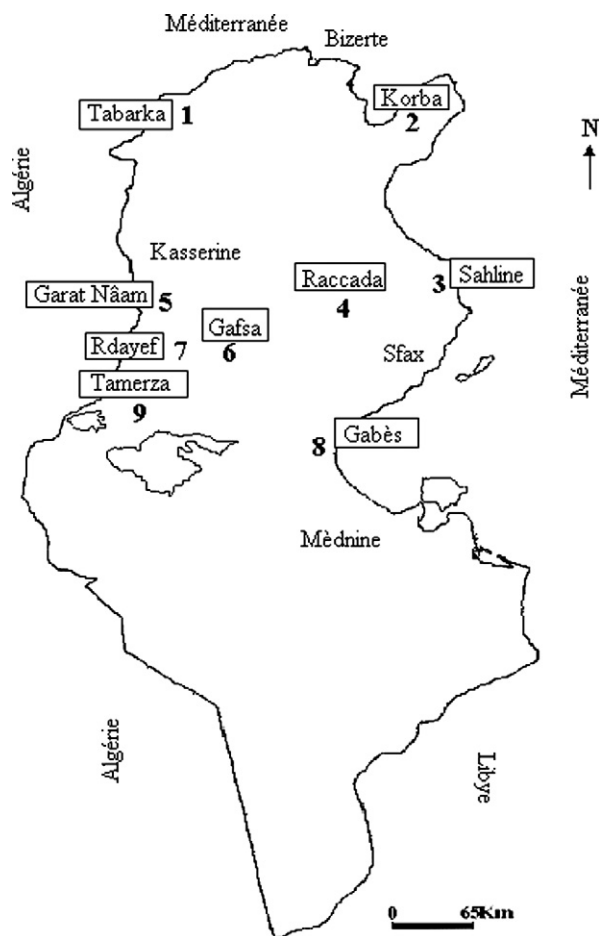 Méditerranée
Bizerte
Tabarka
1
Korba
2
N
Algérie
Kasserine
Garat Nâam
5
Raccada
4
3
Sahline
Méditerranée
Gafsa
6
Rdayef
7
Sfax
Tamerza
9
8
Gabès
Mèdnine
Algérie
Libye
0 65Km